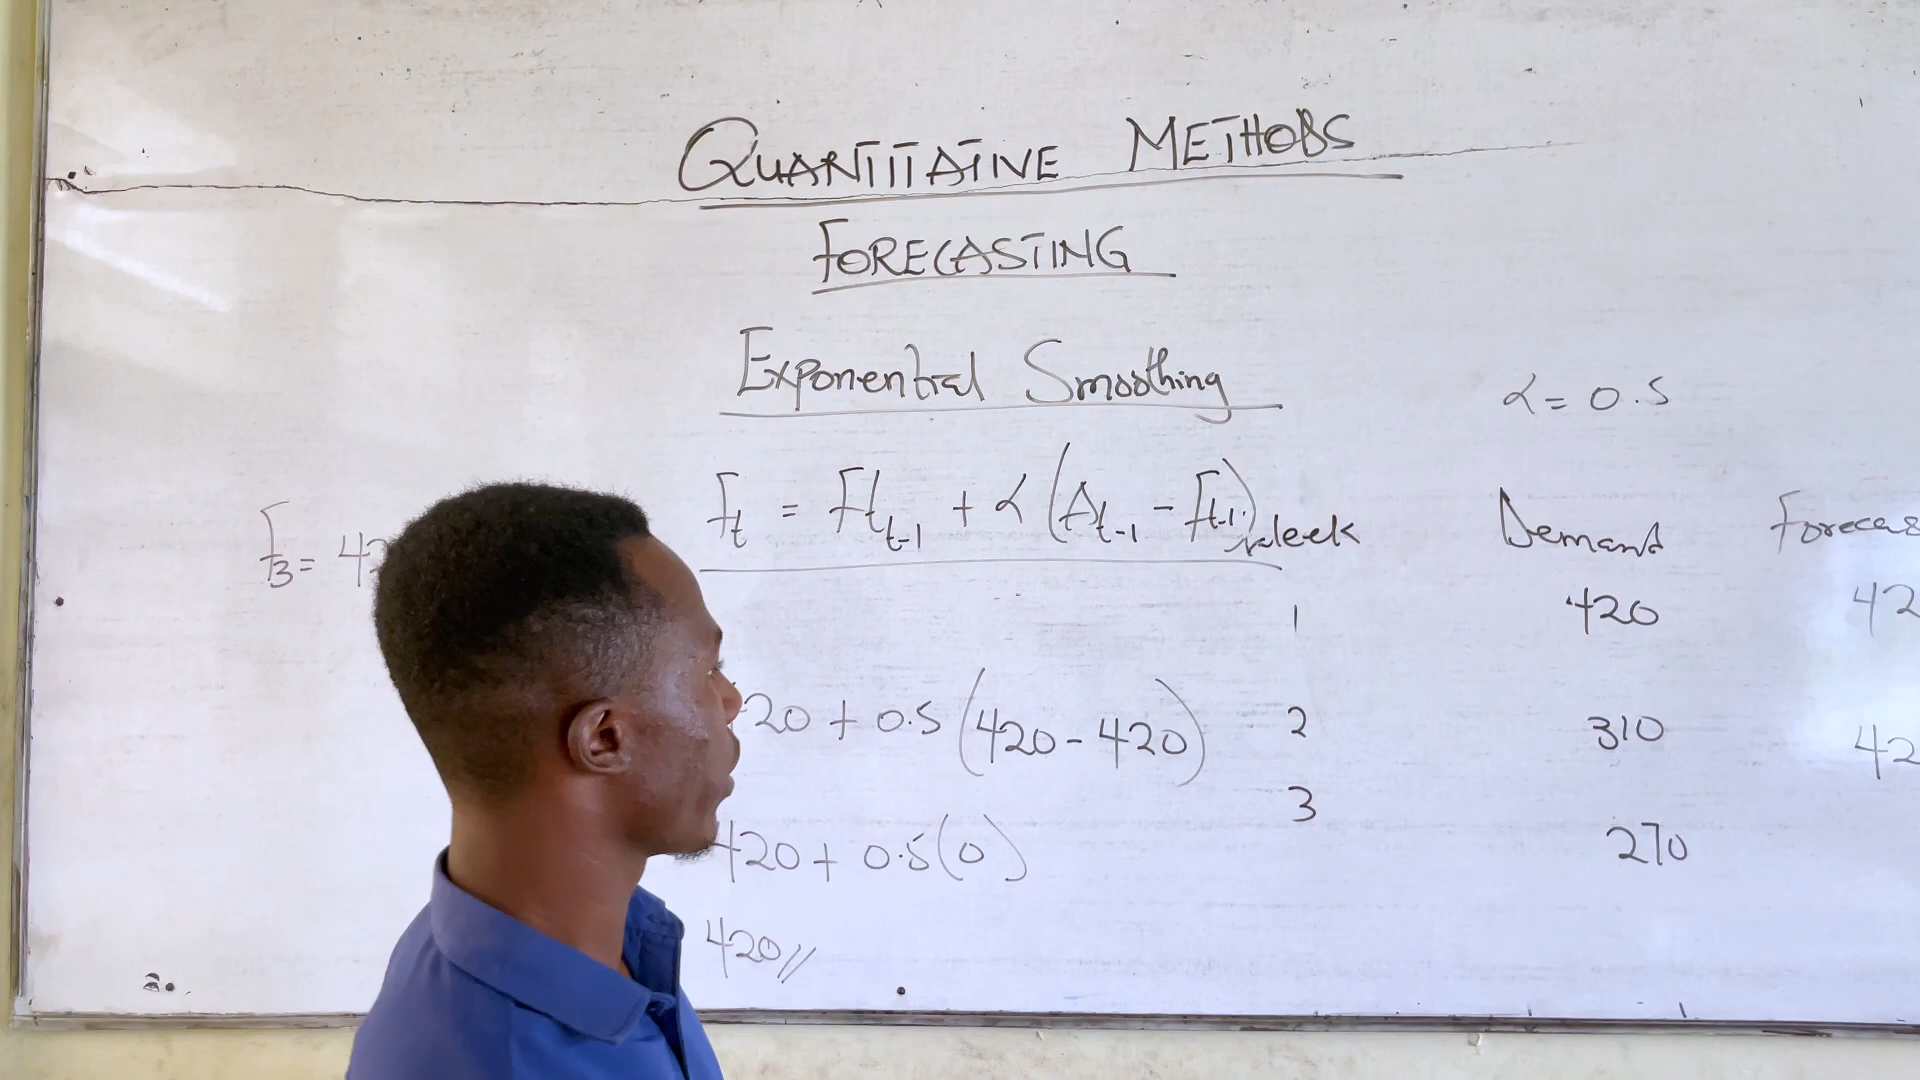 QUANTITATIVE METHODS
FORECASTING
Exponential Smoothing
α = 0.5
Ft = Ft t-1 + α (At-1 - Ft-1)
Week Demand Forecas
F3 = 42
1 420 42
20 + 0.5 (420 - 420)
2 310 42
3 270
420 + 0.5 (0)
420 //